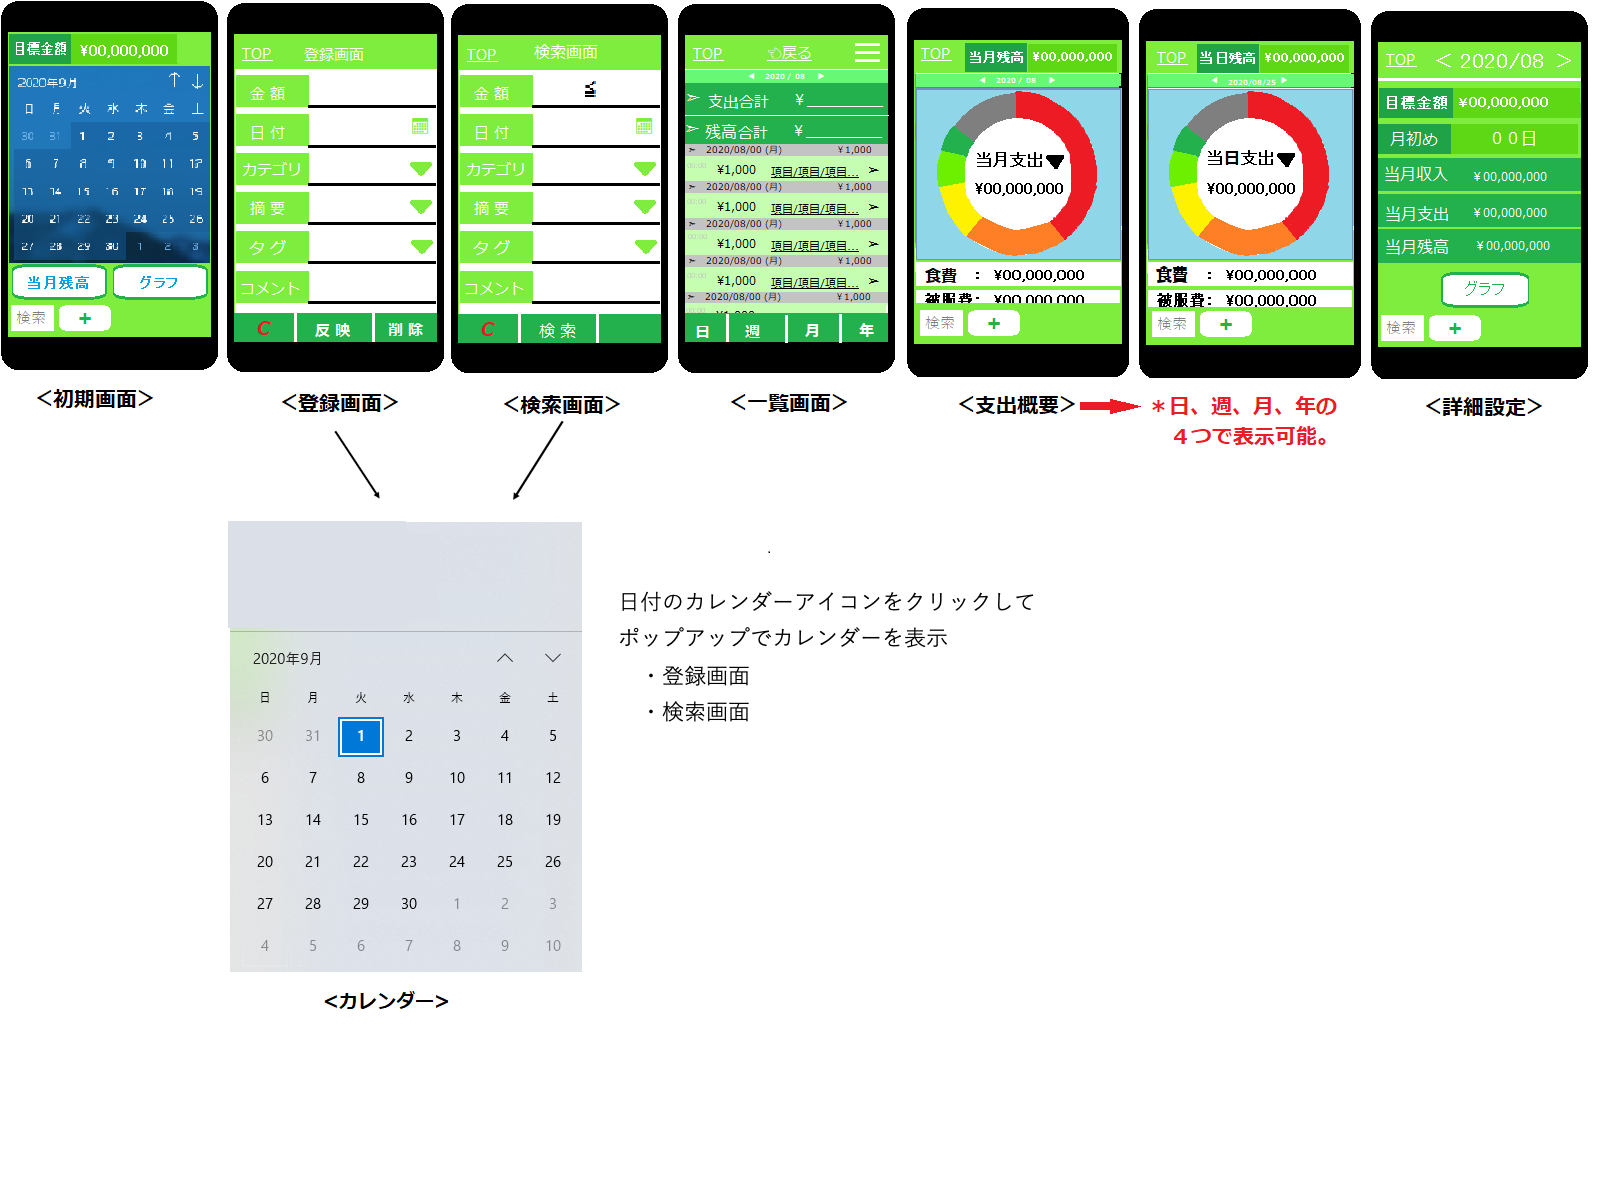 目標金額 ¥00,000,000
2020年9月 ↑ ↓
日 月 火 水 木 金 土
30 31 1 2 3 4 5
6 7 8 9 10 11 12
13 14 15 16 17 18 19
20 21 22 23 24 25 26
27 28 29 30 1 2 3
当月残高 グラフ
検索 +
<初期画面>
TOP 登録画面
金 額
日 付
カテゴリ
摘 要
タ グ
コメント
C 反 映 削 除
<登録画面>
TOP 検索画面
金 額 ≦
日 付
カテゴリ
摘 要
タ グ
コメント
C 検 索
<検索画面>
TOP 戻る
◀ 2020 / 08 ▶
➢ 支出合計 ¥
➢ 残高合計 ¥
➢ 2020/08/00 (月) ¥1,000
00:00 ¥1,000 項目/項目/項目... ➢
➢ 2020/08/00 (月) ¥1,000
00:00 ¥1,000 項目/項目/項目... ➢
➢ 2020/08/00 (月) ¥1,000
00:00 ¥1,000 項目/項目/項目... ➢
➢ 2020/08/00 (月) ¥1,000
00:00 ¥1,000 項目/項目/項目... ➢
➢ 2020/08/00 (月) ¥1,000
日 週 月 年
<一覧画面>
TOP 当月残高 ¥00,000,000
◀ 2020 / 08 ▶
当月支出▼
¥00,000,000
食費 : ¥00,000,000
被服費: ¥00,000,000
検索 +
<支出概要>
TOP 当日残高 ¥00,000,000
◀ 2020/08/25 ▶
当日支出▼
¥00,000,000
食費 : ¥00,000,000
被服費: ¥00,000,000
検索 +
＊日、週、月、年の
４つで表示可能。
TOP < 2020/08 >
目標金額 ¥00,000,000
月初め ００日
当月収入 ¥00,000,000
当月支出 ¥00,000,000
当月残高 ¥00,000,000
グラフ
検索 +
<詳細設定>
2020年9月
日 月 火 水 木 金 土
30 31 1 2 3 4 5
6 7 8 9 10 11 12
13 14 15 16 17 18 19
20 21 22 23 24 25 26
27 28 29 30 1 2 3
4 5 6 7 8 9 10
<カレンダー>
日付のカレンダーアイコンをクリックして
ポップアップでカレンダーを表示
・登録画面
・検索画面